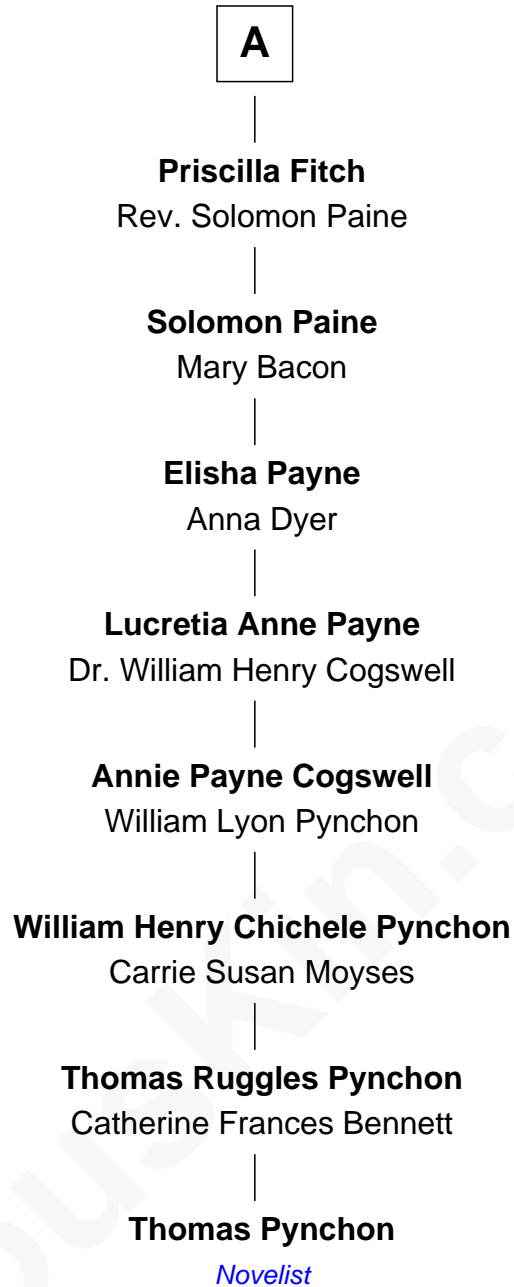 A
Priscilla Fitch
Rev. Solomon Paine
Solomon Paine
Mary Bacon
Elisha Payne
Anna Dyer
Lucretia Anne Payne
Dr. William Henry Cogswell
Annie Payne Cogswell
William Lyon Pynchon
William Henry Chichele Pynchon
Carrie Susan Moyses
Thomas Ruggles Pynchon
Catherine Frances Bennett
Thomas Pynchon
Novelist